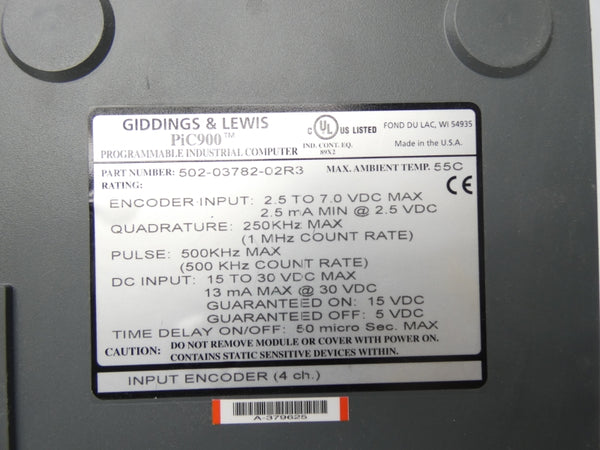 GIDDINGS & LEWIS
PiC900™
PROGRAMMABLE INDUSTRIAL COMPUTER
C UL US LISTED
IND. CONT. EQ.
89X2
FOND DU LAC, WI 54935
Made in the U.S.A.
PART NUMBER: 502-03782-02R3 MAX. AMBIENT TEMP. 55C
RATING:
CE
ENCODER INPUT: 2.5 TO 7.0 VDC MAX
2.5 mA MIN @ 2.5 VDC
QUADRATURE: 250KHz MAX
(1 MHz COUNT RATE)
PULSE: 500KHz MAX
(500 KHz COUNT RATE)
DC INPUT: 15 TO 30 VDC MAX
13 mA MAX @ 30 VDC
GUARANTEED ON: 15 VDC
GUARANTEED OFF: 5 VDC
TIME DELAY ON/OFF: 50 micro Sec. MAX
CAUTION: DO NOT REMOVE MODULE OR COVER WITH POWER ON.
CONTAINS STATIC SENSITIVE DEVICES WITHIN.
INPUT ENCODER (4 ch.)
A-379625